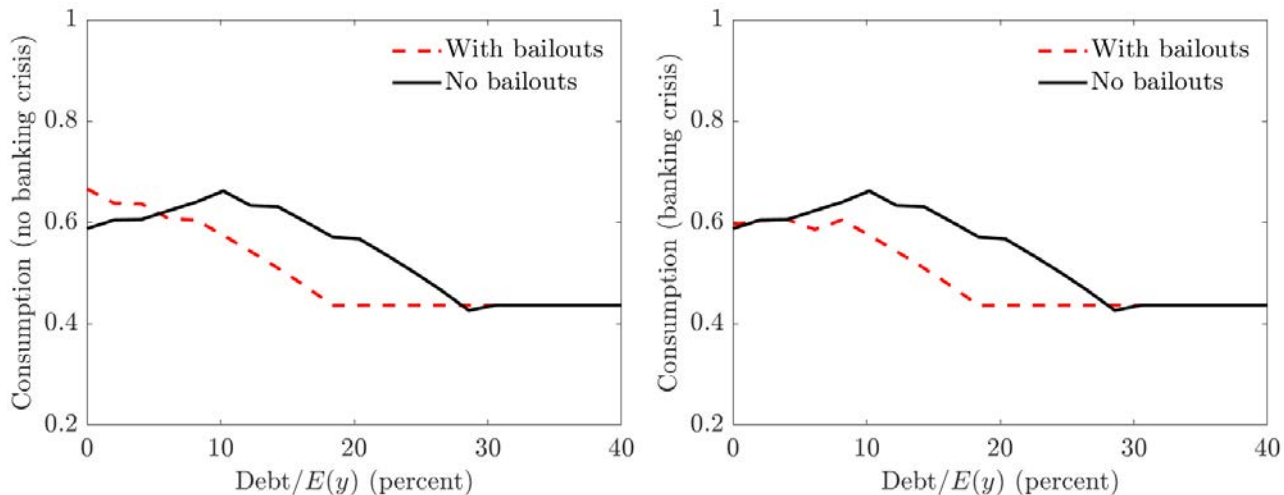 Consumption (no banking crisis)
1
0.8
0.6
0.4
0.2
With bailouts
No bailouts
0 10 20 30 40
Debt/E(y) (percent)
Consumption (banking crisis)
1
0.8
0.6
0.4
0.2
With bailouts
No bailouts
0 10 20 30 40
Debt/E(y) (percent)